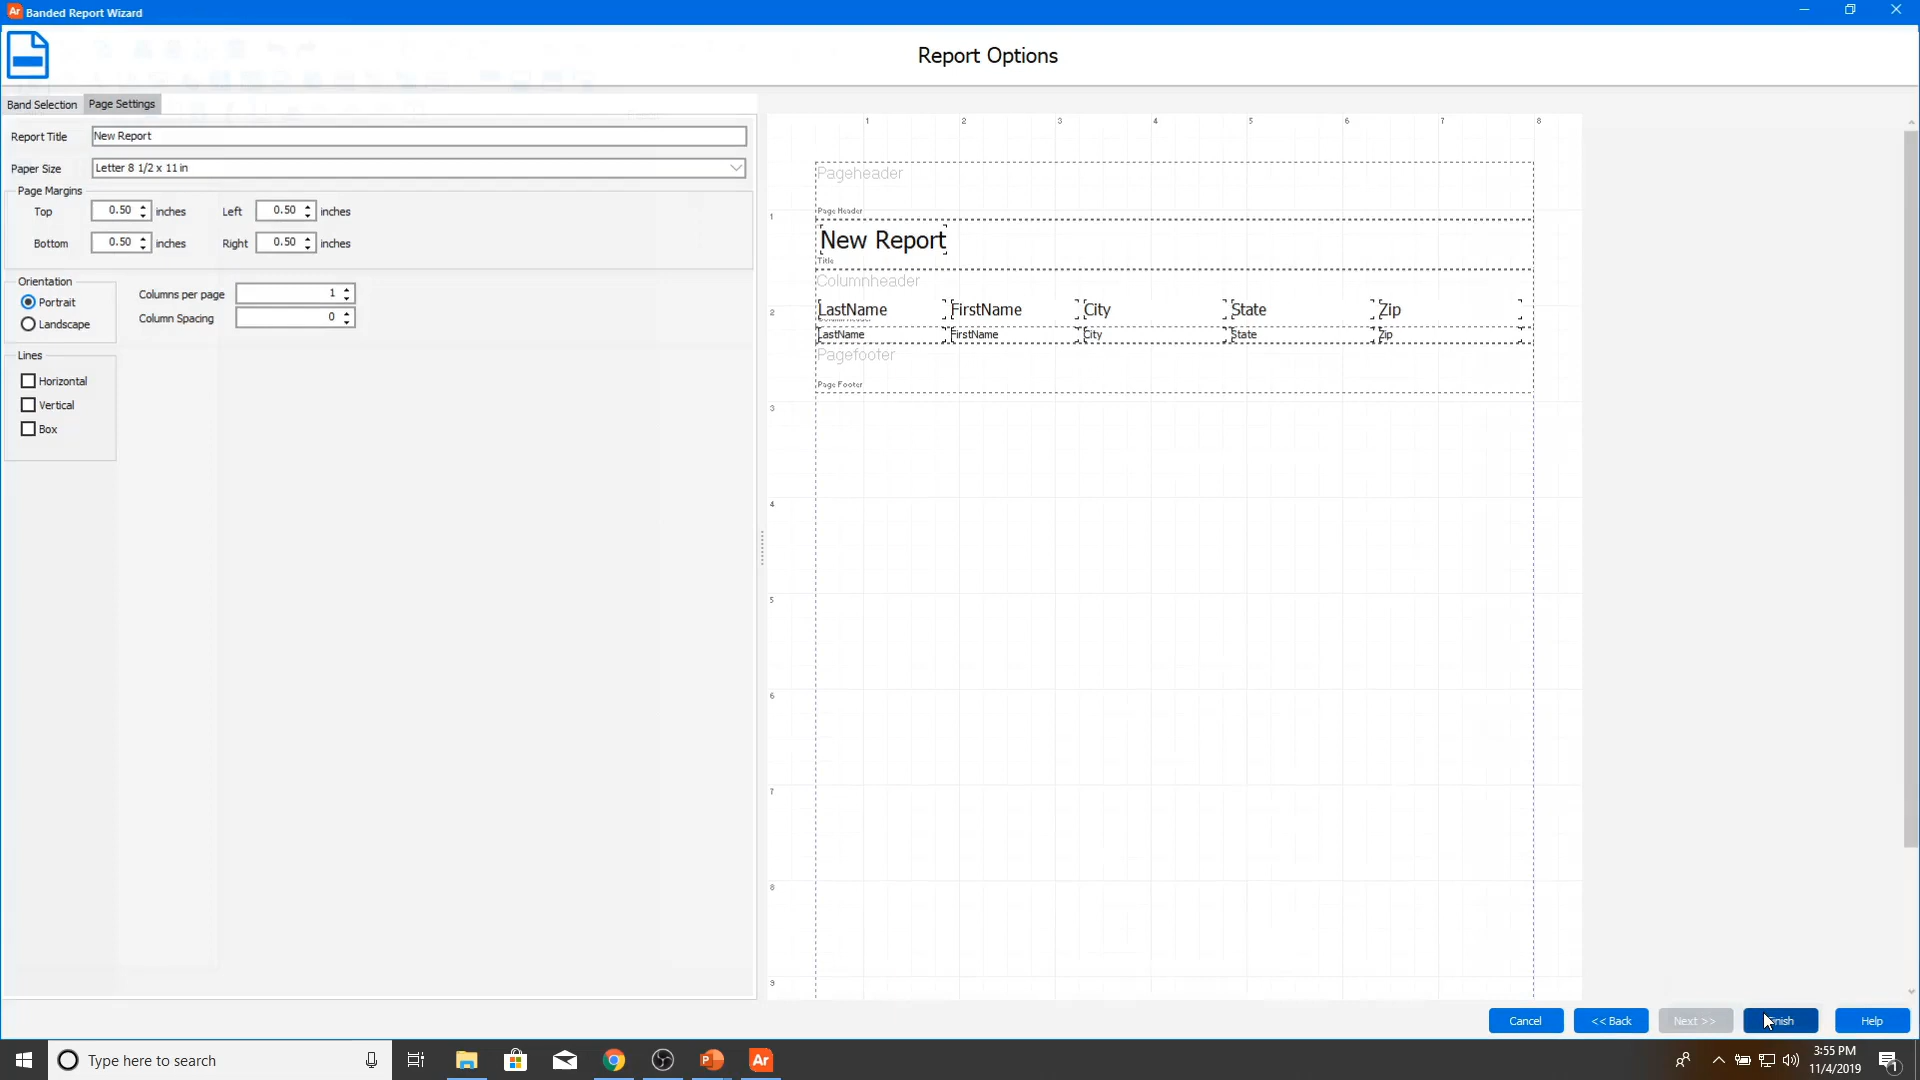 Ar Banded Report Wizard
Report Options
Band Selection Page Settings
Report Title New Report
Paper Size Letter 8 1/2 x 11 in
Page Margins
Top 0.50 inches Left 0.50 inches
Bottom 0.50 inches Right 0.50 inches
Orientation
Portrait
Landscape
Columns per page 1
Column Spacing 0
Lines
Horizontal
Vertical
Box
1 2 3 4 5 6 7 8
Pageheader
Page Header
1
New Report
Title
Columnheader
2
LastName FirstName City State Zip
LastName FirstName City State Zip
Pagefooter
Page Footer
3
4
5
6
7
8
9
Cancel << Back Next >> Finish Help
Type here to search
Ar
3:55 PM
11/4/2019
1